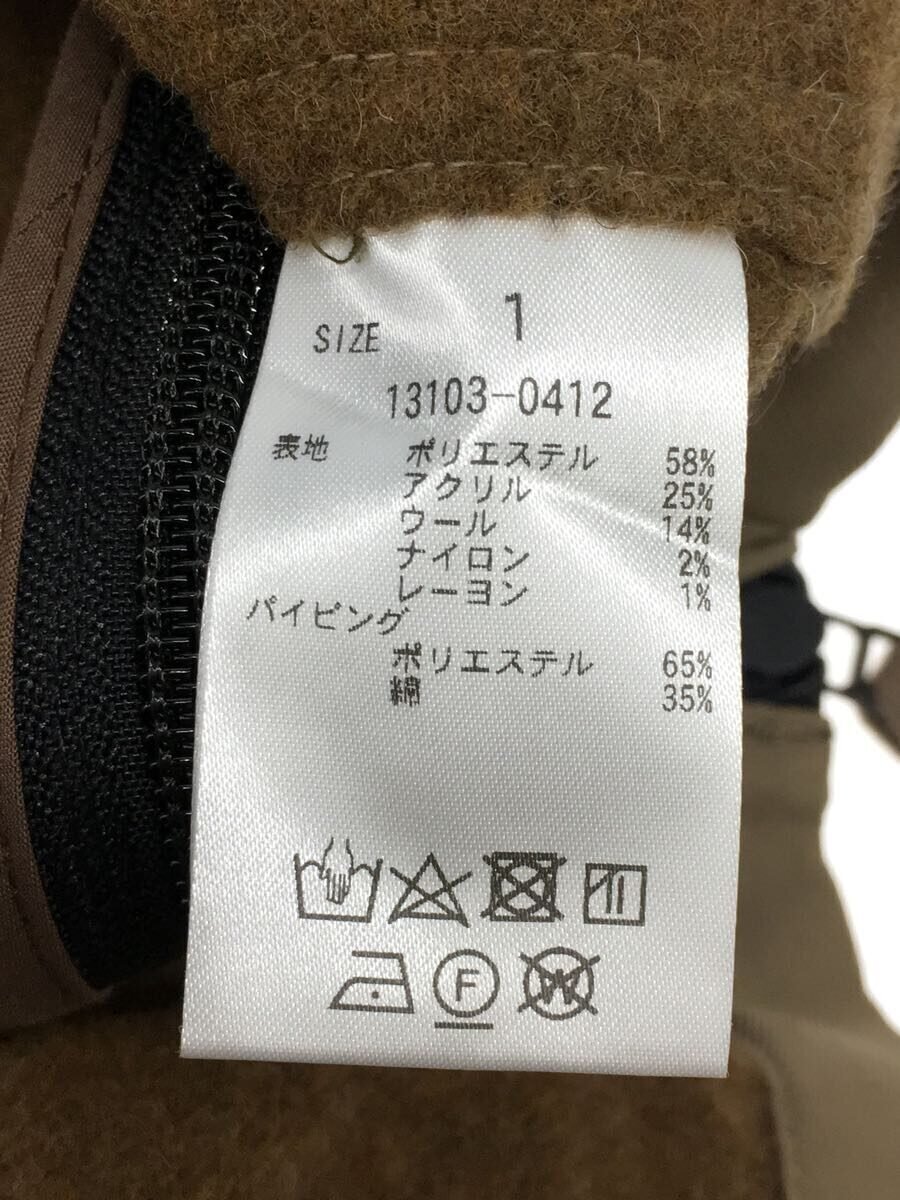 SIZE 1
13103-0412
表地 ポリエステル 58%
アクリル 25%
ウール 14%
ナイロン 2%
レーヨン 1%
パイピング
ポリエステル 65%
綿 35%
F
W